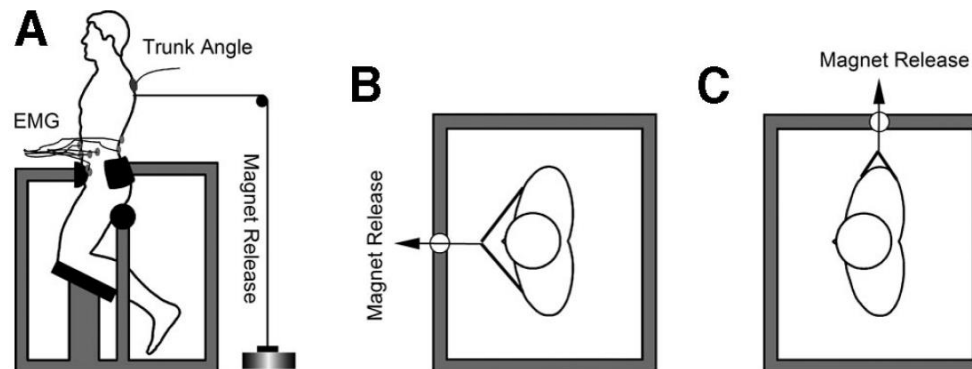 A
Trunk Angle
EMG
Magnet Release
B
Magnet Release
C
Magnet Release